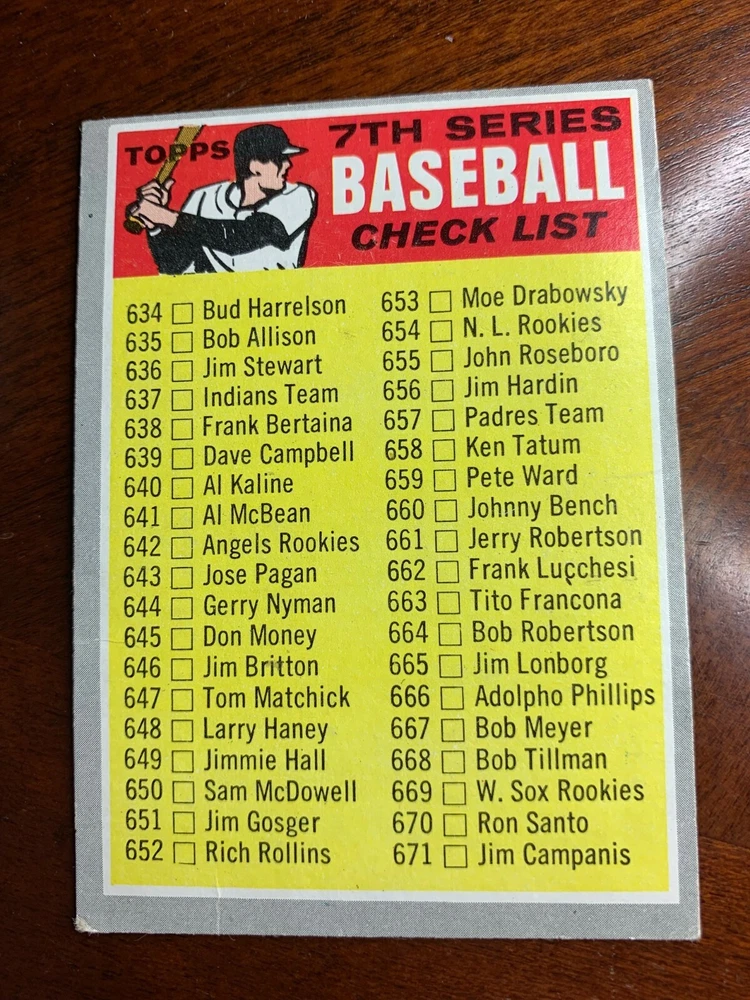 TOPPS
7TH SERIES
BASEBALL
CHECK LIST
634 Bud Harrelson
635 Bob Allison
636 Jim Stewart
637 Indians Team
638 Frank Bertaina
639 Dave Campbell
640 Al Kaline
641 Al McBean
642 Angels Rookies
643 Jose Pagan
644 Gerry Nyman
645 Don Money
646 Jim Britton
647 Tom Matchick
648 Larry Haney
649 Jimmie Hall
650 Sam McDowell
651 Jim Gosger
652 Rich Rollins
653 Moe Drabowsky
654 N. L. Rookies
655 John Roseboro
656 Jim Hardin
657 Padres Team
658 Ken Tatum
659 Pete Ward
660 Johnny Bench
661 Jerry Robertson
662 Frank Lucchesi
663 Tito Francona
664 Bob Robertson
665 Jim Lonborg
666 Adolpho Phillips
667 Bob Meyer
668 Bob Tillman
669 W. Sox Rookies
670 Ron Santo
671 Jim Campanis